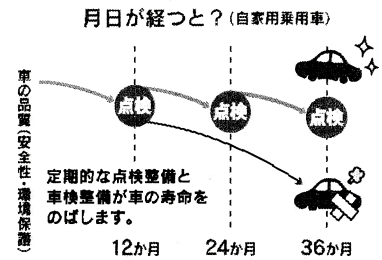 月日が経つと？(自家用乗用車)
車の品質(安全性・環境保護)
点検
点検
点検
定期的な点検整備と
車検整備が車の寿命を
のばします。
12か月
24か月
36か月